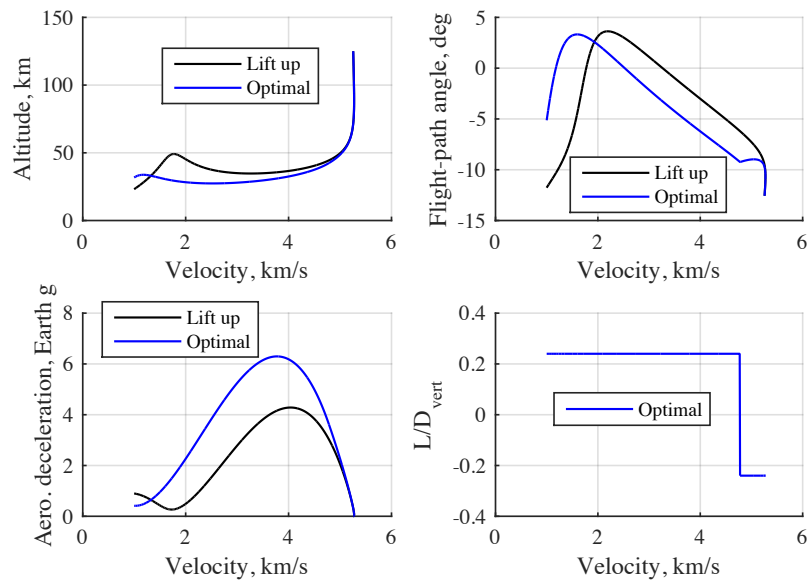 Altitude, km
150
100
50
0
Lift up
Optimal
0
2
4
6
Velocity, km/s
Flight-path angle, deg
5
0
-5
-10
-15
Lift up
Optimal
0
2
4
6
Velocity, km/s
Aero. deceleration, Earth g
8
6
4
2
0
Lift up
Optimal
0
2
4
6
Velocity, km/s
L/D_vert
0.4
0.2
0
-0.2
-0.4
Optimal
0
2
4
6
Velocity, km/s